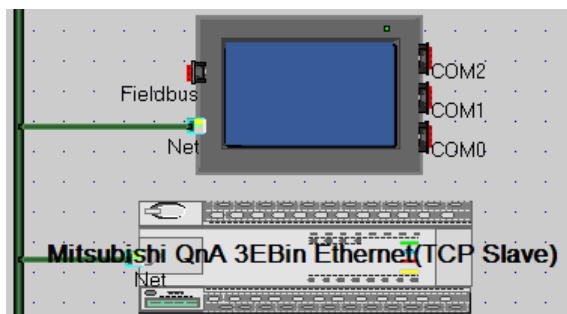 COM2
Fieldbus
COM1
Net
COM0
Mitsubishi QnA 3EBin Ethernet(TCP Slave)
Net